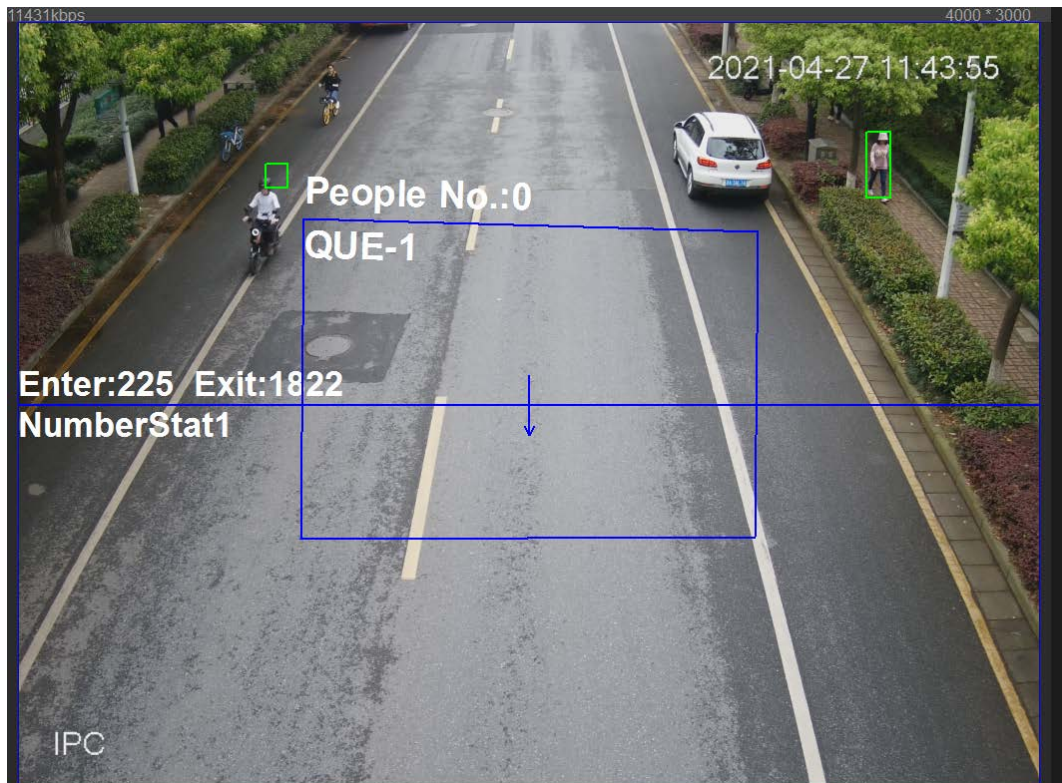 11431kbps
4000 * 3000
2021-04-27 11:43:55
People No.:0
QUE-1
Enter:225 Exit:1822
NumberStat1
IPC